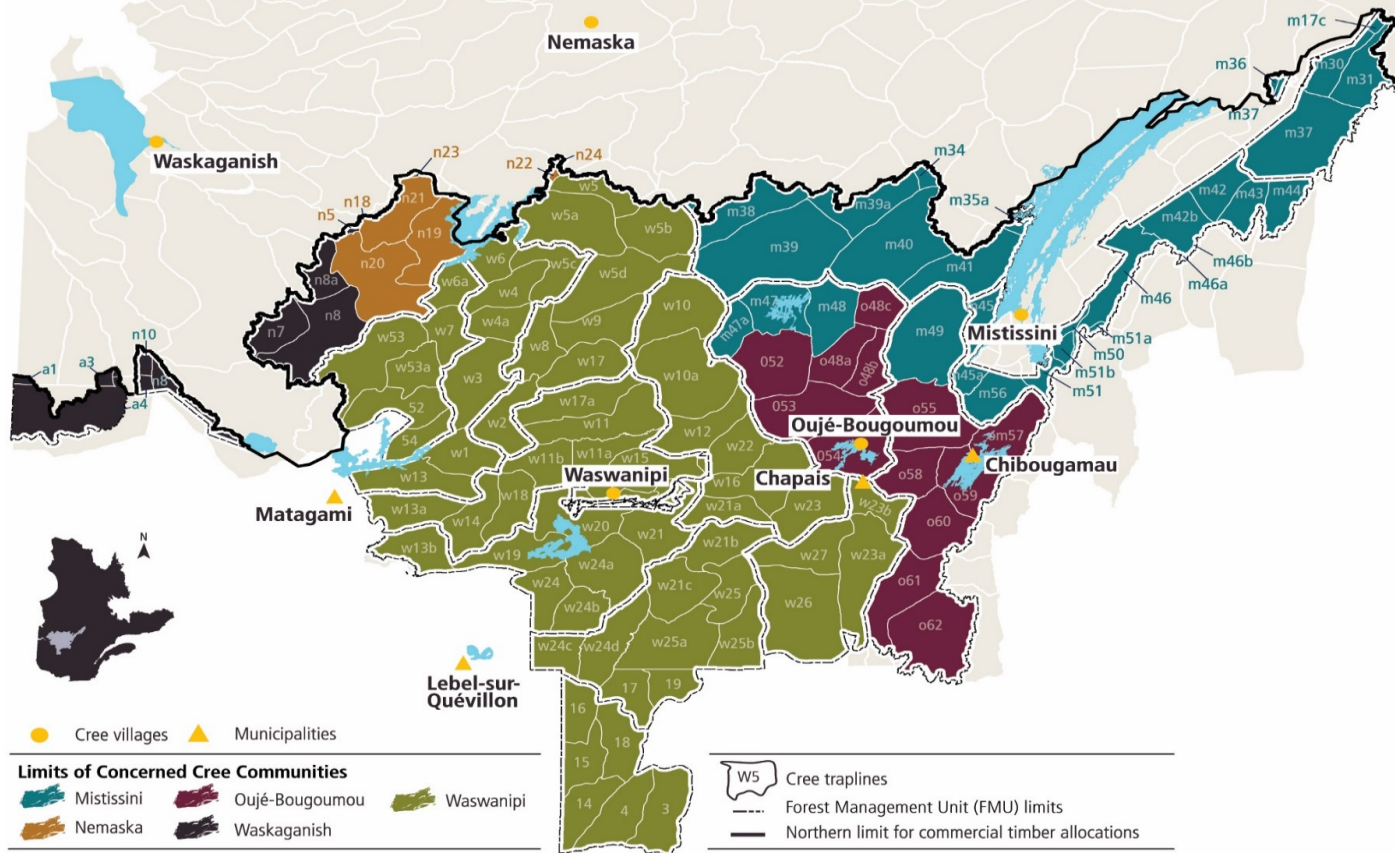 m17c
m36
m30
m31
Nemaska
m37
m37
Waskaganish
n23
n24
n22
m34
n18
n21
w5
m42
m43
m44
n5
m38
m39a
m35a
w5a
m42b
n19
w5b
m39
m40
n20
w6
w5c
m46b
n8a
w6a
w5d
m41
m46a
w4
m46
n7
n8
w10
m47
m48
o48c
m45
w7
w4a
w9
m49
Mistissini
w53
m47a
m51a
n10
w8
m50
a1
a3
w17
o52
o48a
o48b
m51b
w53a
w10a
m45a
m51
n8
w3
m56
a4
w17a
52
o53
o55
w2
w11
w12
Oujé-Bougoumou
om57
54
w1
w22
w11b
w11a
w15
o54
Chibougamau
w13
Waswanipi
w16
Chapais
o58
Matagami
w18
w21a
w23
w23b
o59
w13a
w14
w20
w21
w21b
o60
w13b
w19
w27
w23a
N
w24a
w24
w21c
w25
o61
w24b
w26
o62
w24c
w24d
w25a
w25b
Lebel-sur-
Quévillon
17
19
16
18
15
14
4
3
Cree villages
Municipalities
Limits of Concerned Cree Communities
Mistissini
Oujé-Bougoumou
Waswanipi
Nemaska
Waskaganish
W5
Cree traplines
Forest Management Unit (FMU) limits
Northern limit for commercial timber allocations